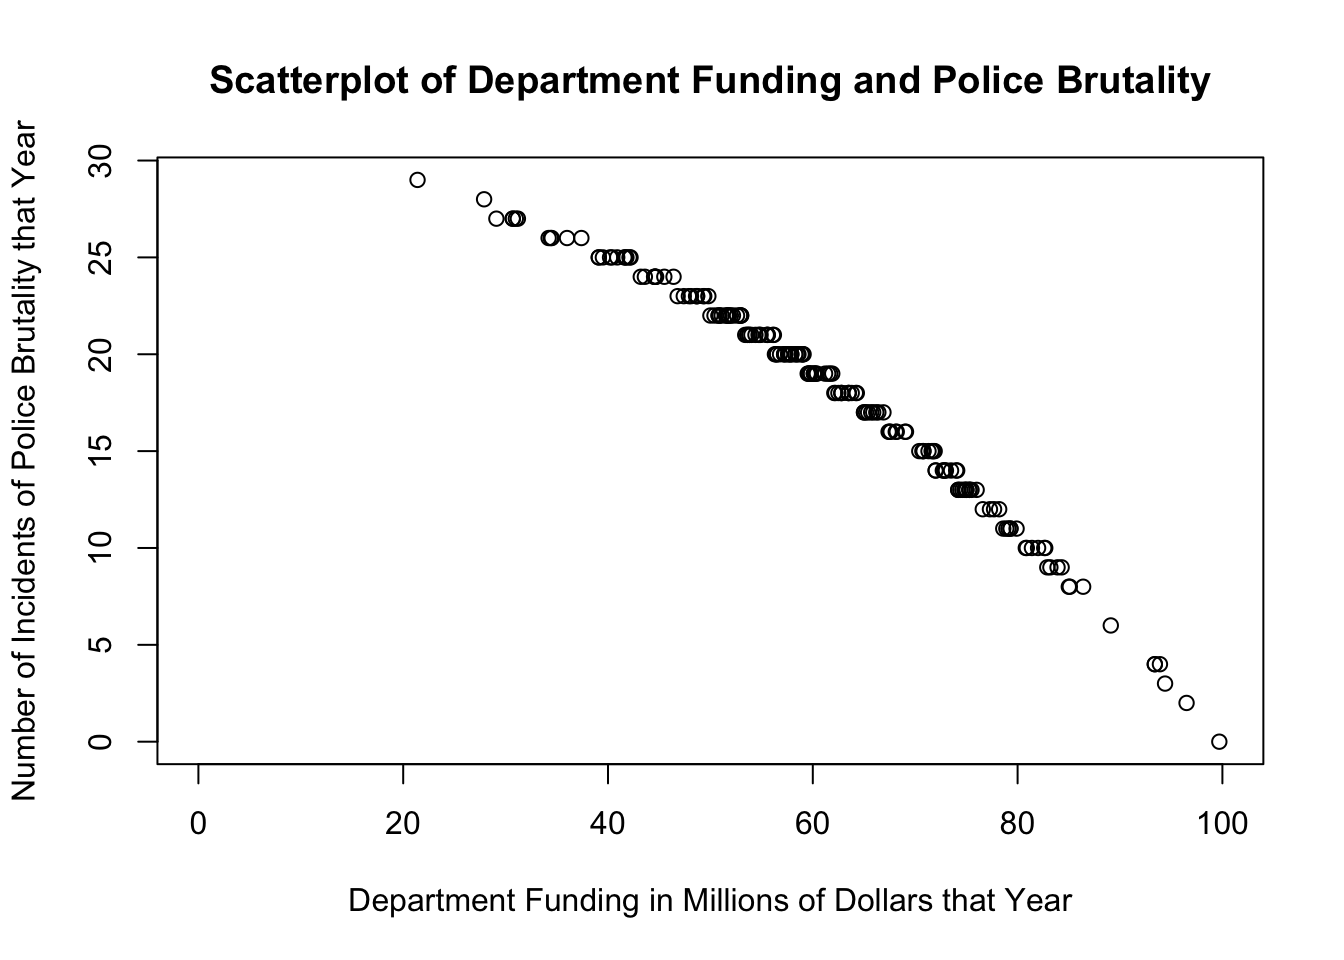 Scatterplot of Department Funding and Police Brutality
Number of Incidents of Police Brutality that Year
30
25
20
15
10
5
0
0 20 40 60 80 100
Department Funding in Millions of Dollars that Year